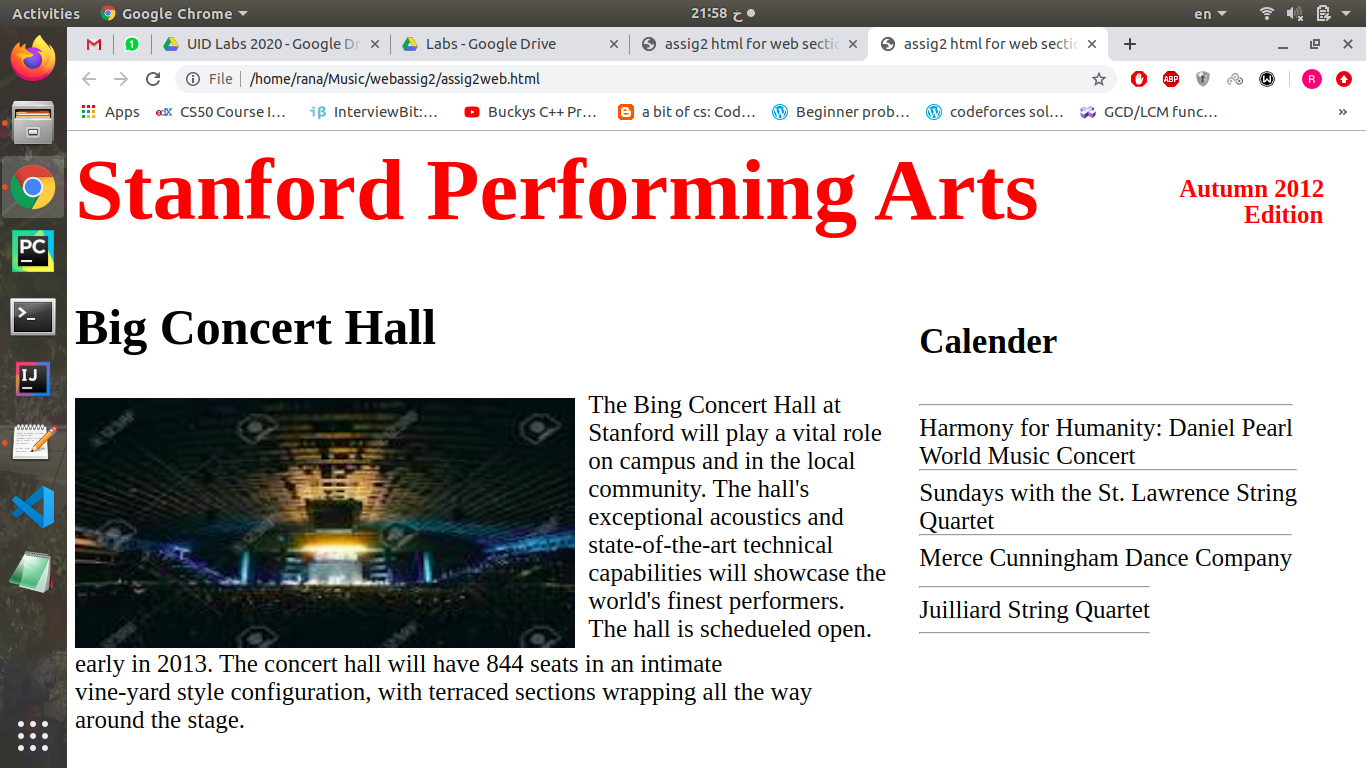 Activities
Google Chrome
21:58 خ
en
UID Labs 2020 - Google Dr
Labs - Google Drive
assig2 html for web sectio
assig2 html for web sectio
File
/home/rana/Music/webassig2/assig2web.html
ABP
R
Apps
edX
CS50 Course I…
iβ
InterviewBit:…
Buckys C++ Pr…
a bit of cs: Cod…
Beginner prob…
codeforces sol…
GCD/LCM func…
»
PC
IJ
Stanford Performing Arts
Autumn 2012
Edition
Big Concert Hall
The Bing Concert Hall at
Stanford will play a vital role
on campus and in the local
community. The hall's
exceptional acoustics and
state-of-the-art technical
capabilities will showcase the
world's finest performers.
The hall is schedueled open.
early in 2013. The concert hall will have 844 seats in an intimate
vine-yard style configuration, with terraced sections wrapping all the way
around the stage.
Calender
Harmony for Humanity: Daniel Pearl
World Music Concert
Sundays with the St. Lawrence String
Quartet
Merce Cunningham Dance Company
Juilliard String Quartet